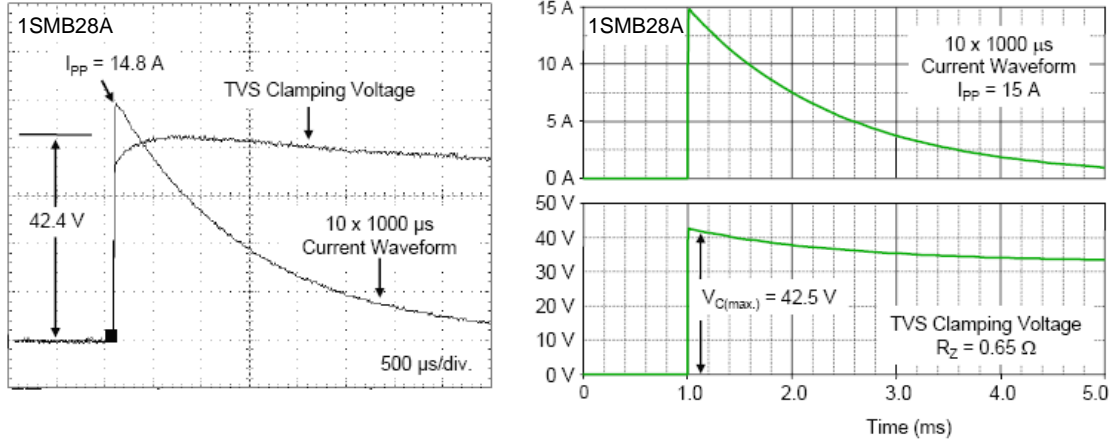 1SMB28A
I_PP = 14.8 A
TVS Clamping Voltage
42.4 V
10 x 1000 µs
Current Waveform
500 µs/div.
1SMB28A
15 A
10 A
5 A
0 A
10 x 1000 µs
Current Waveform
I_PP = 15 A
50 V
40 V
30 V
20 V
10 V
0 V
V_C(max.) = 42.5 V
TVS Clamping Voltage
R_Z = 0.65 Ω
0
1.0
2.0
3.0
4.0
5.0
Time (ms)